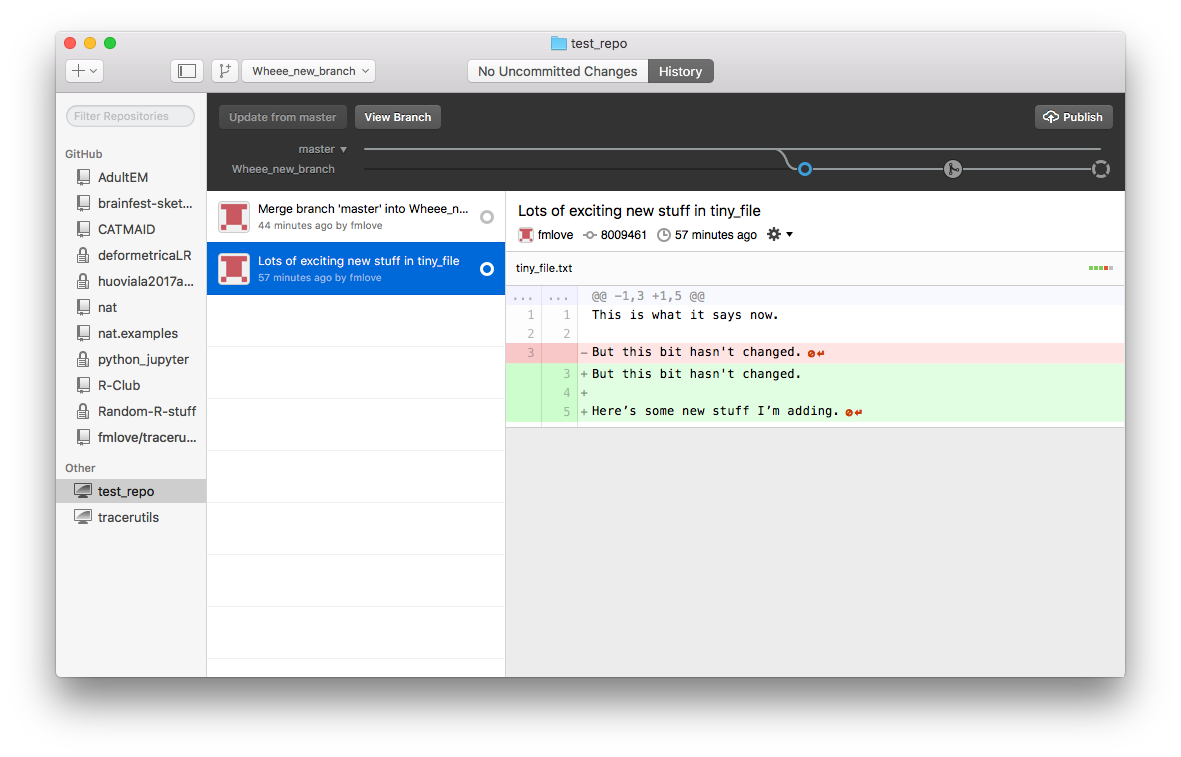 test_repo
Wheee_new_branch
No Uncommitted Changes
History
Filter Repositories
GitHub
AdultEM
brainfest-sket...
CATMAID
deformetricaLR
huoviala2017a...
nat
nat.examples
python_jupyter
R-Club
Random-R-stuff
fmlove/traceru...
Other
test_repo
tracerutils
Update from master
View Branch
Publish
master
Wheee_new_branch
Merge branch 'master' into Wheee_n...
44 minutes ago by fmlove
Lots of exciting new stuff in tiny_file
57 minutes ago by fmlove
Lots of exciting new stuff in tiny_file
fmlove 8009461 57 minutes ago
tiny_file.txt
... ... @@ -1,3 +1,5 @@
1 1 This is what it says now.
2 2
3 -But this bit hasn't changed.
3 +But this bit hasn't changed.
4 +
5 +Here’s some new stuff I’m adding.